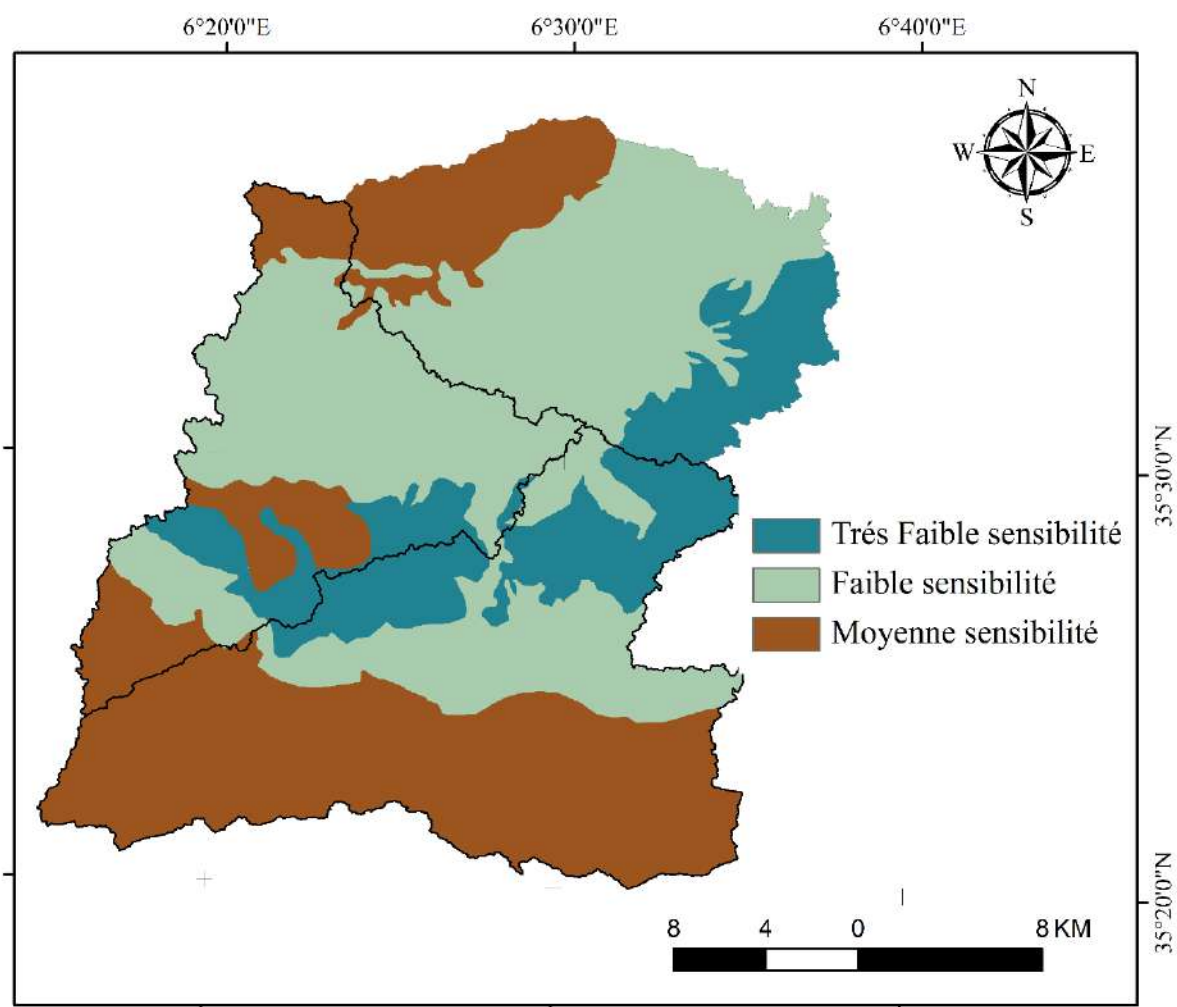 6°20'0"E 6°30'0"E 6°40'0"E
N
W E
S
35°30'0"N
Trés Faible sensibilité
Faible sensibilité
Moyenne sensibilité
35°20'0"N
8 4 0 8 KM